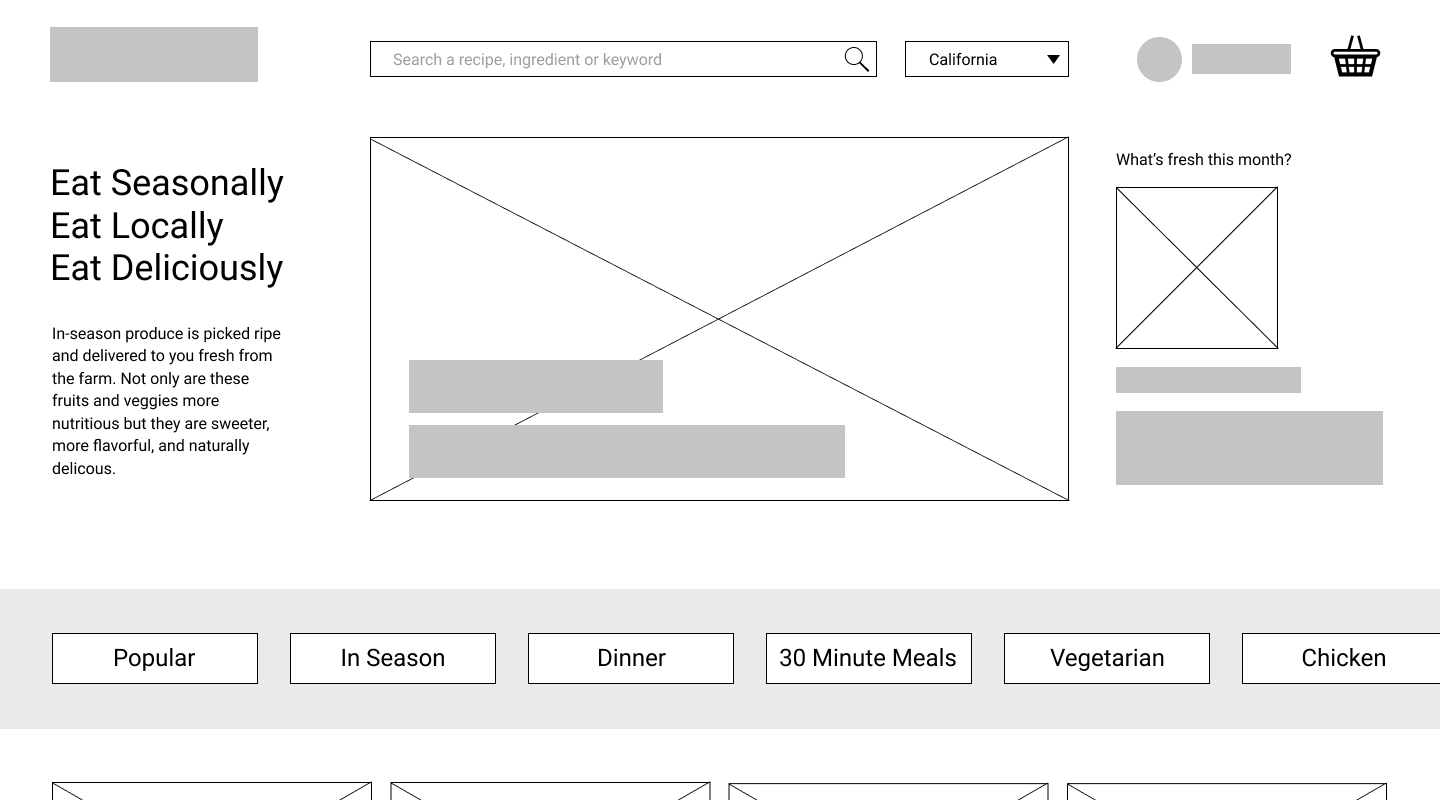 Search a recipe, ingredient or keyword
California
Eat Seasonally
Eat Locally
Eat Deliciously
In-season produce is picked ripe
and delivered to you fresh from
the farm. Not only are these
fruits and veggies more
nutritious but they are sweeter,
more flavorful, and naturally
delicous.
What’s fresh this month?
Popular
In Season
Dinner
30 Minute Meals
Vegetarian
Chicken